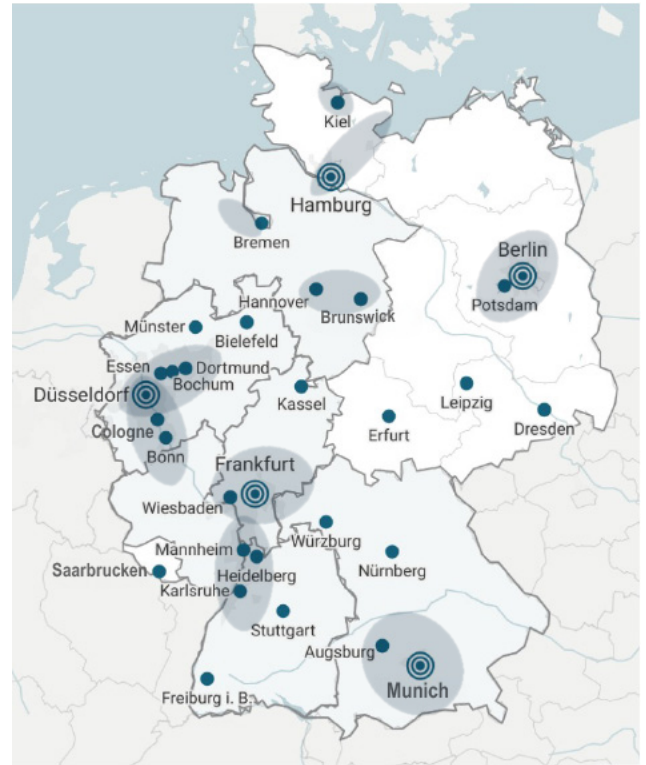 Kiel
Hamburg
Bremen
Berlin
Potsdam
Hannover
Brunswick
Münster
Bielefeld
Essen
Dortmund
Bochum
Düsseldorf
Kassel
Leipzig
Cologne
Erfurt
Dresden
Bonn
Frankfurt
Wiesbaden
Würzburg
Mannheim
Saarbrucken
Heidelberg
Nürnberg
Karlsruhe
Stuttgart
Augsburg
Munich
Freiburg i. B.